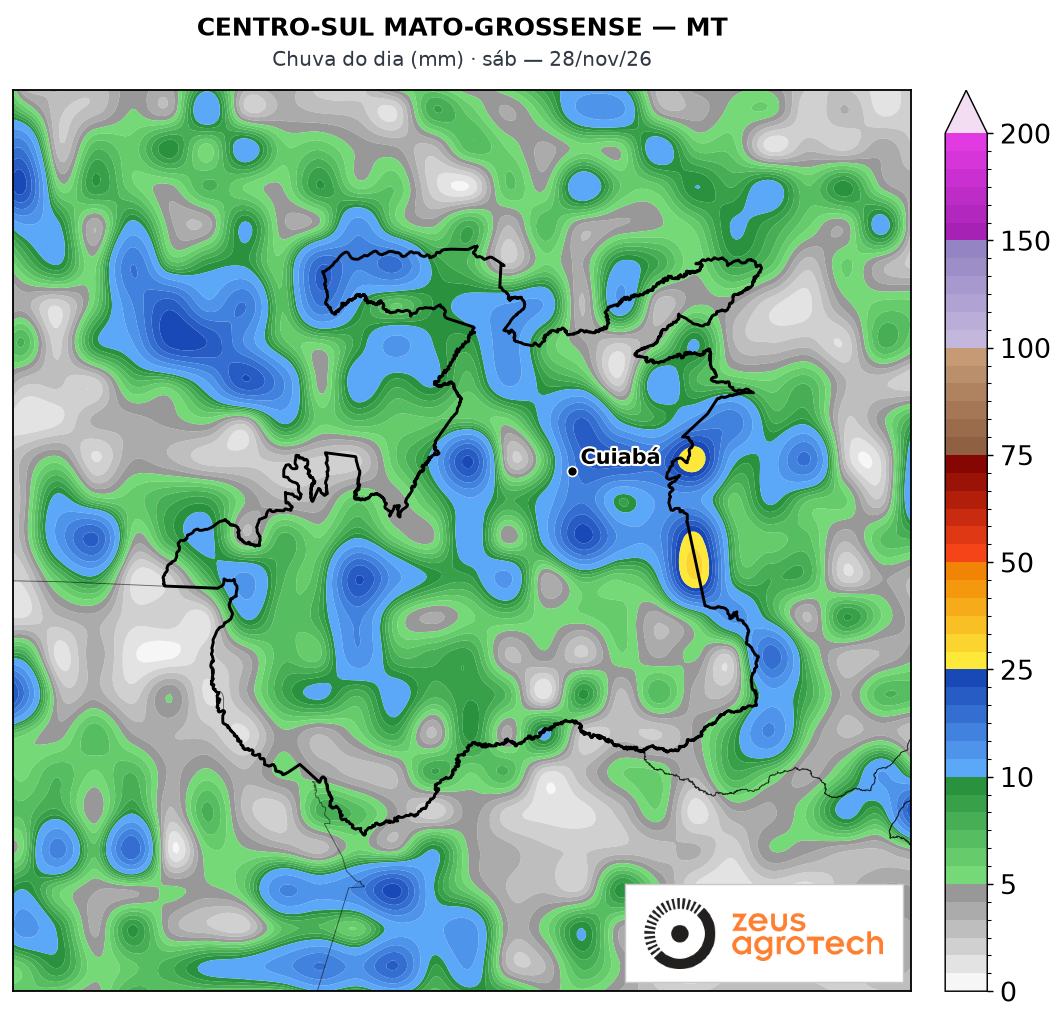 CENTRO-SUL MATO-GROSSENSE — MT
Chuva do dia (mm) · sáb — 28/nov/26
200
150
100
75
50
25
10
5
0
Cuiabá
zeus
agrotech